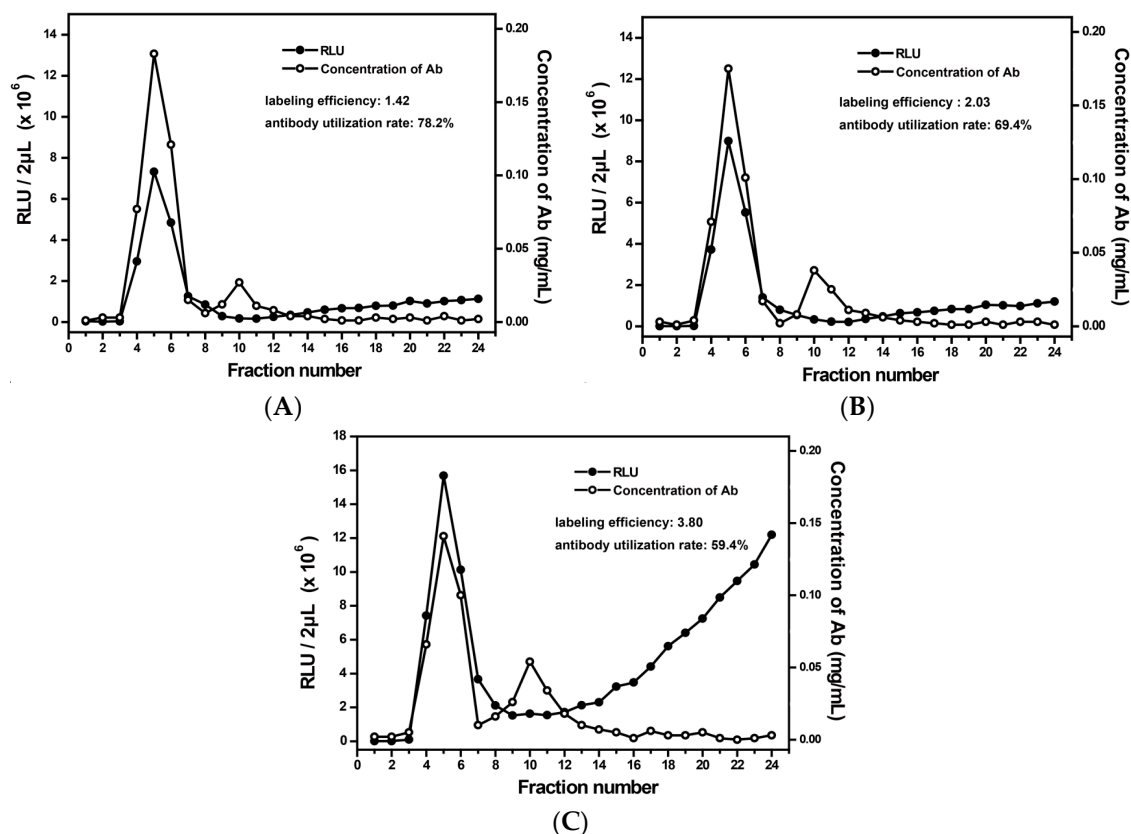 RLU / 2μL (x 10⁶)
14
12
10
8
6
4
2
0
RLU
Concentration of Ab
labeling efficiency: 1.42
antibody utilization rate: 78.2%
0.20
0.15
0.10
0.05
0.00
Concentration of Ab (mg/mL)
0 2 4 6 8 10 12 14 16 18 20 22 24
Fraction number
(A)
RLU / 2μL (x 10⁶)
14
12
10
8
6
4
2
0
RLU
Concentration of Ab
labeling efficiency : 2.03
antibody utilization rate: 69.4%
0.20
0.15
0.10
0.05
0.00
Concentration of Ab (mg/mL)
0 2 4 6 8 10 12 14 16 18 20 22 24
Fraction number
(B)
RLU / 2μL (x 10⁶)
18
16
14
12
10
8
6
4
2
0
RLU
Concentration of Ab
labeling efficiency: 3.80
antibody utilization rate: 59.4%
0.20
0.15
0.10
0.05
0.00
Concentration of Ab (mg/mL)
0 2 4 6 8 10 12 14 16 18 20 22 24
Fraction number
(C)